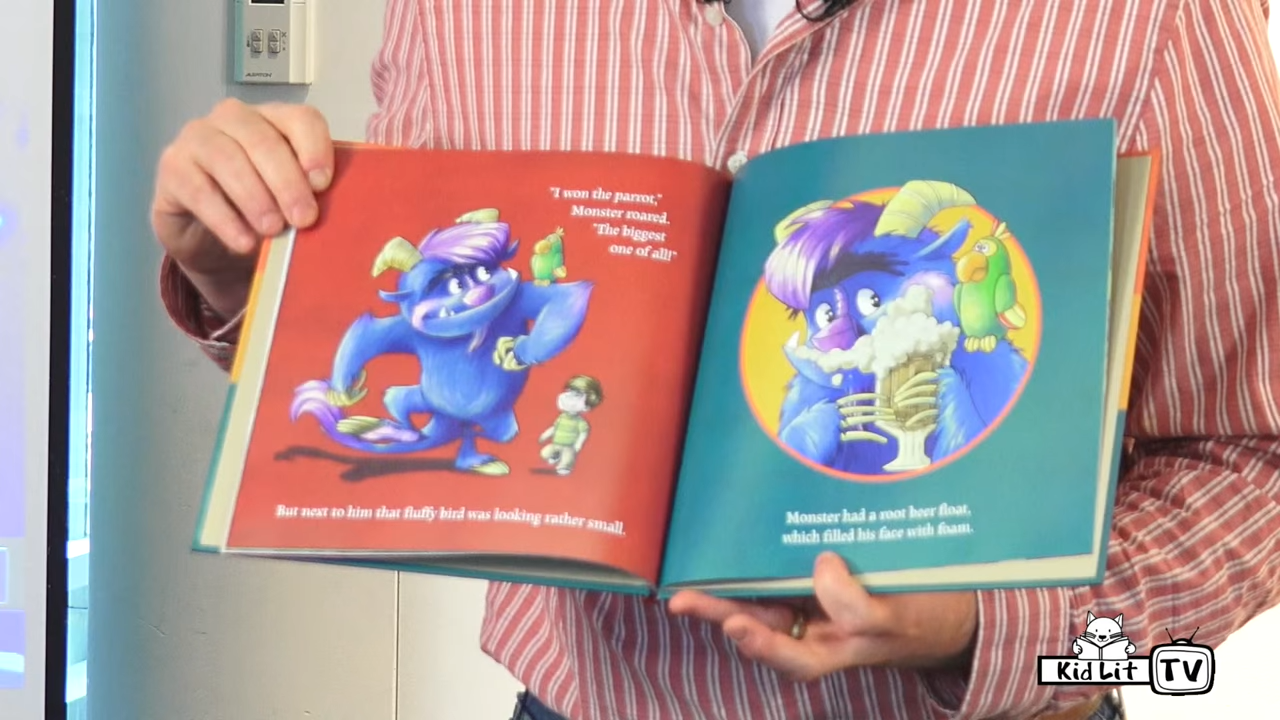 "I won the parrot,"
Monster roared.
"The biggest
one of all!"
But next to him that fluffy bird was looking rather small.
Monster had a root beer float,
which filled his face with foam.
Kid Lit TV